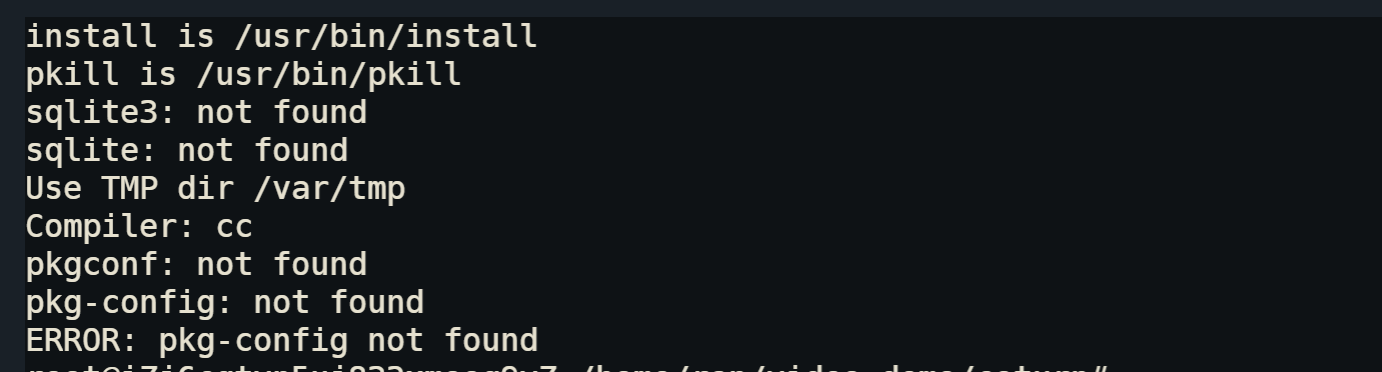 install is /usr/bin/install
pkill is /usr/bin/pkill
sqlite3: not found
sqlite: not found
Use TMP dir /var/tmp
Compiler: cc
pkgconf: not found
pkg-config: not found
ERROR: pkg-config not found